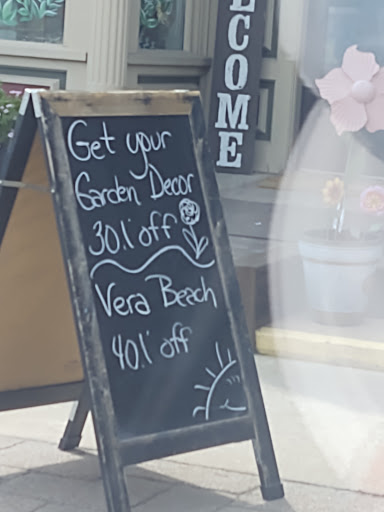 Get your
Garden Decor
30% off
Vera Beach
40% off
COME